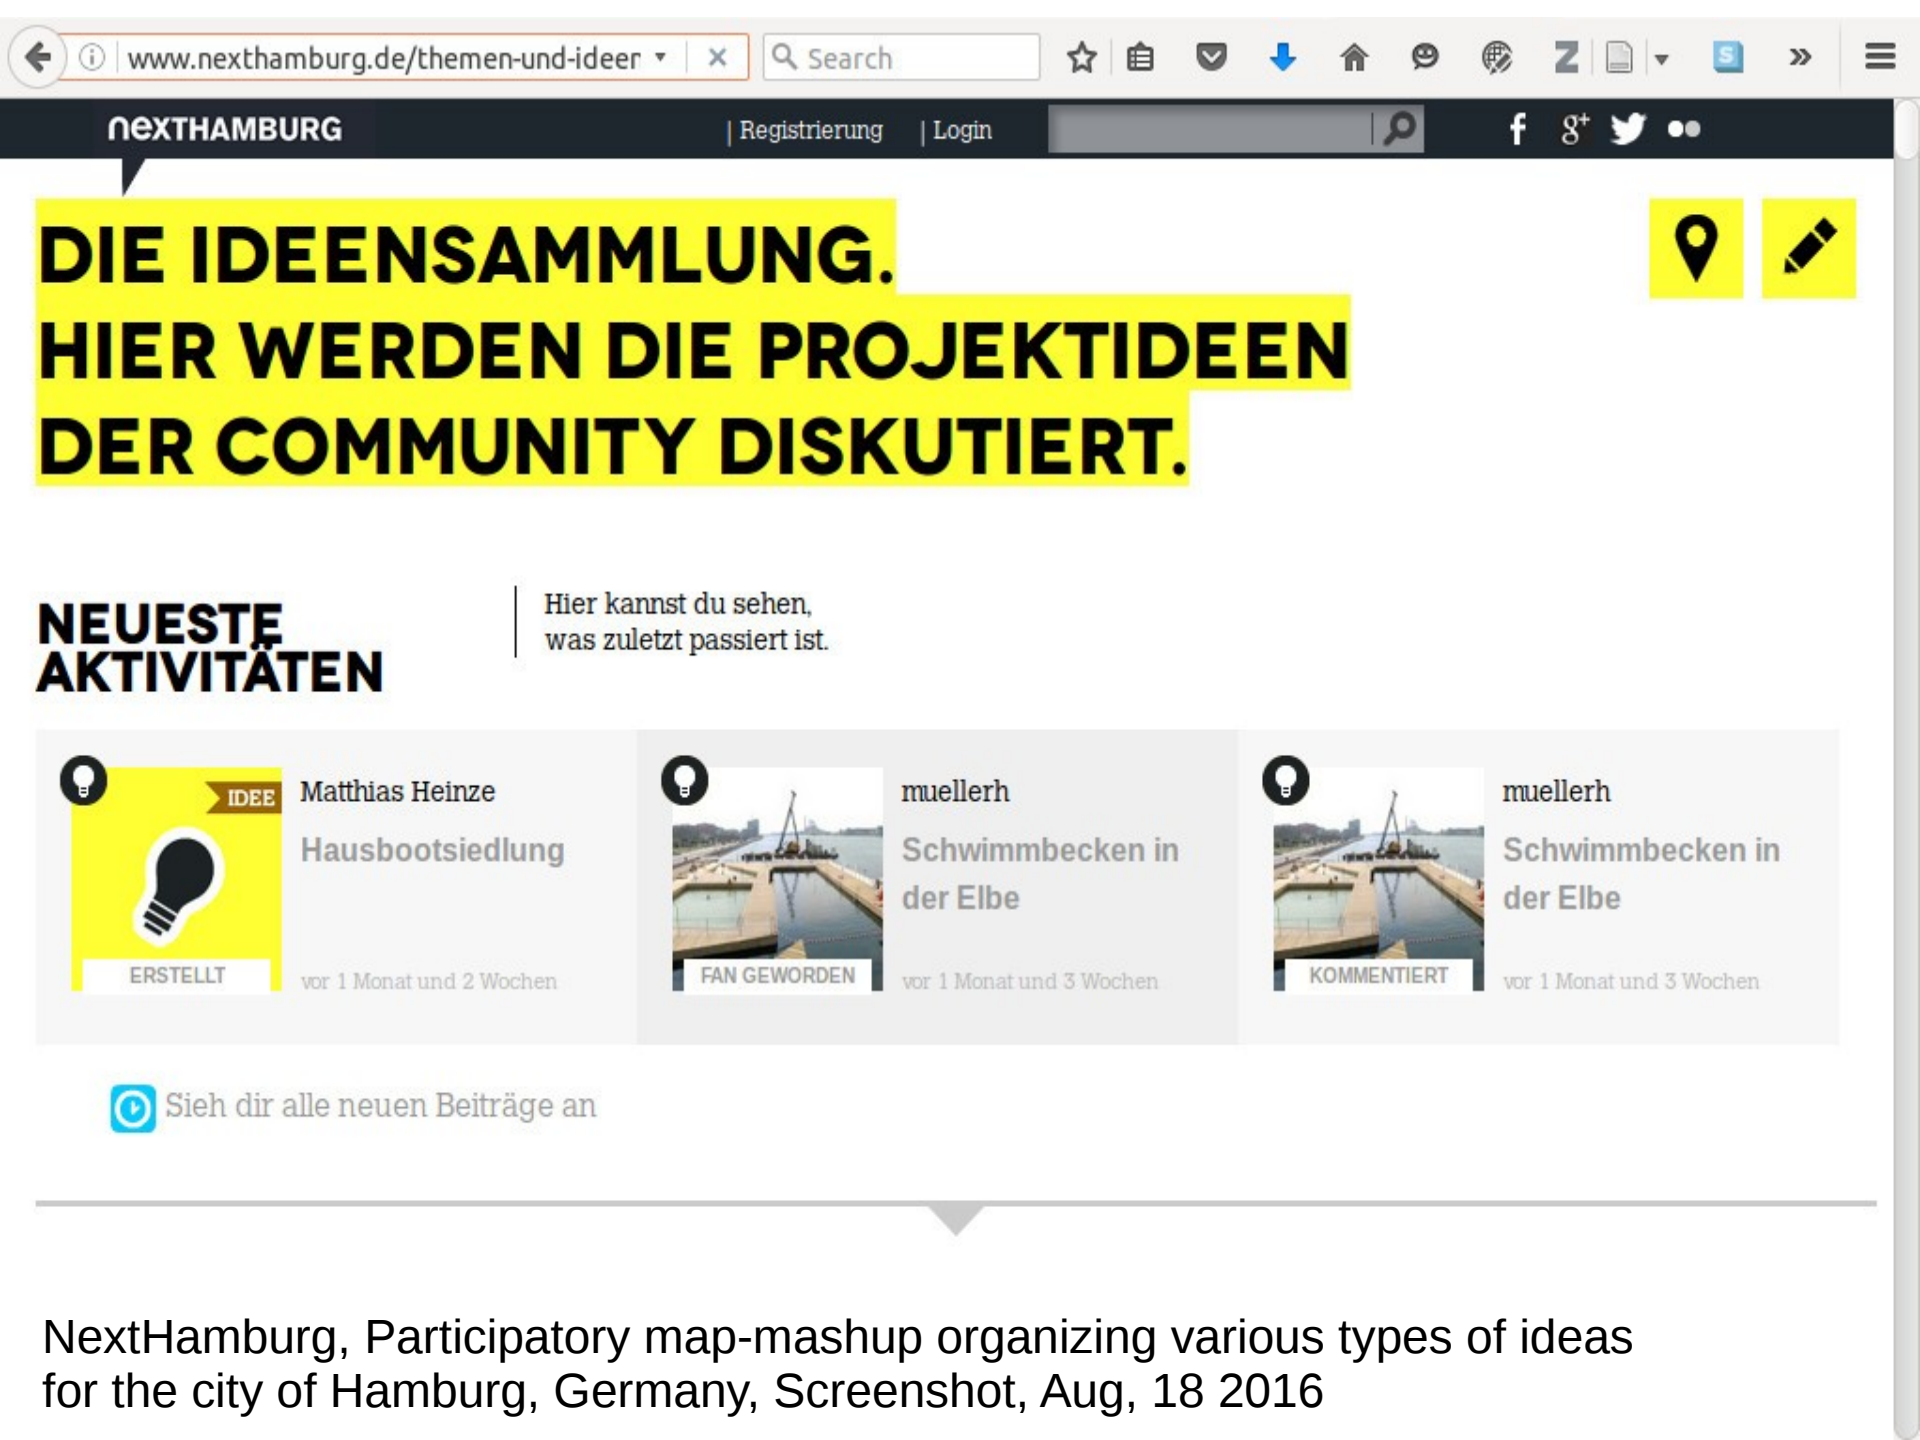 www.nexthamburg.de/themen-und-ideen
Search
NEXTHAMBURG
| Registrierung
| Login
DIE IDEENSAMMLUNG.
HIER WERDEN DIE PROJEKTIDEEN
DER COMMUNITY DISKUTIERT.
NEUESTE
AKTIVITÄTEN
Hier kannst du sehen,
was zuletzt passiert ist.
IDEE
Matthias Heinze
Hausbootsiedlung
ERSTELLT
vor 1 Monat und 2 Wochen
muellerh
Schwimmbecken in
der Elbe
FAN GEWORDEN
vor 1 Monat und 3 Wochen
muellerh
Schwimmbecken in
der Elbe
KOMMENTIERT
vor 1 Monat und 3 Wochen
Sieh dir alle neuen Beiträge an
NextHamburg, Participatory map-mashup organizing various types of ideas
for the city of Hamburg, Germany, Screenshot, Aug, 18 2016